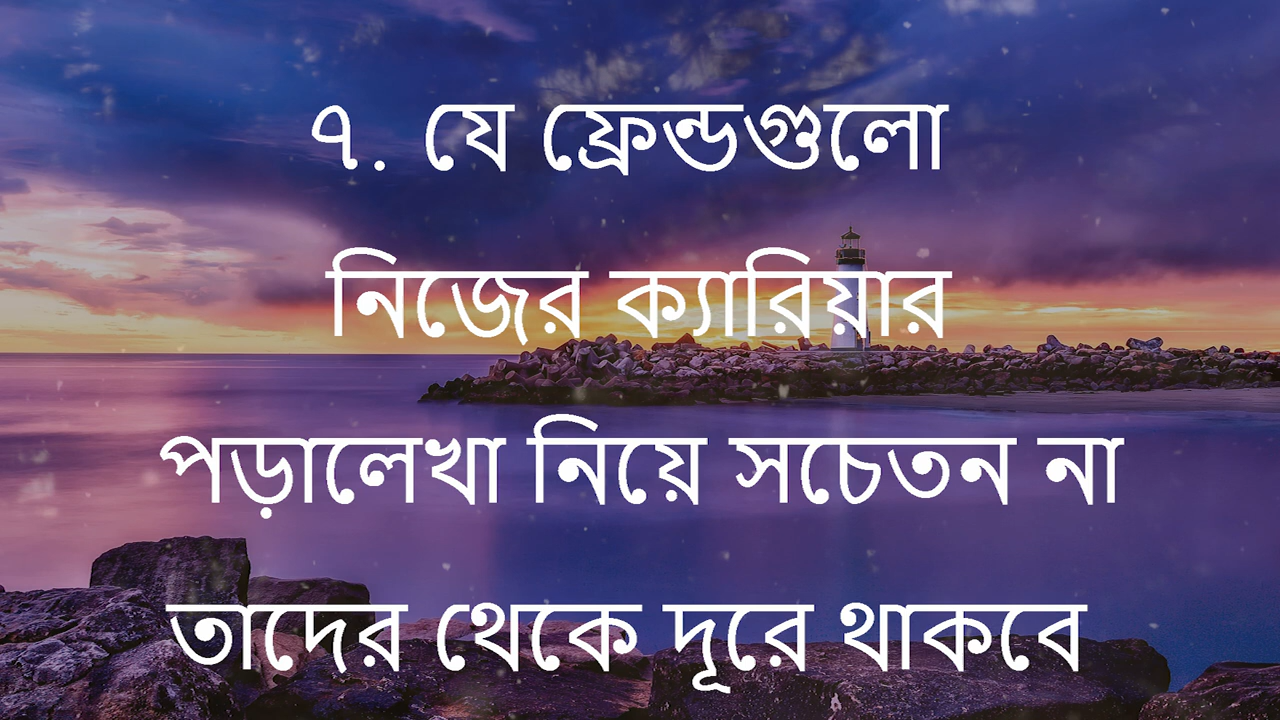 ৭. যে ফ্রেন্ডগুলো
নিজের ক্যারিয়ার
পড়ালেখা নিয়ে সচেতন না
তাদের থেকে দূরে থাকবে